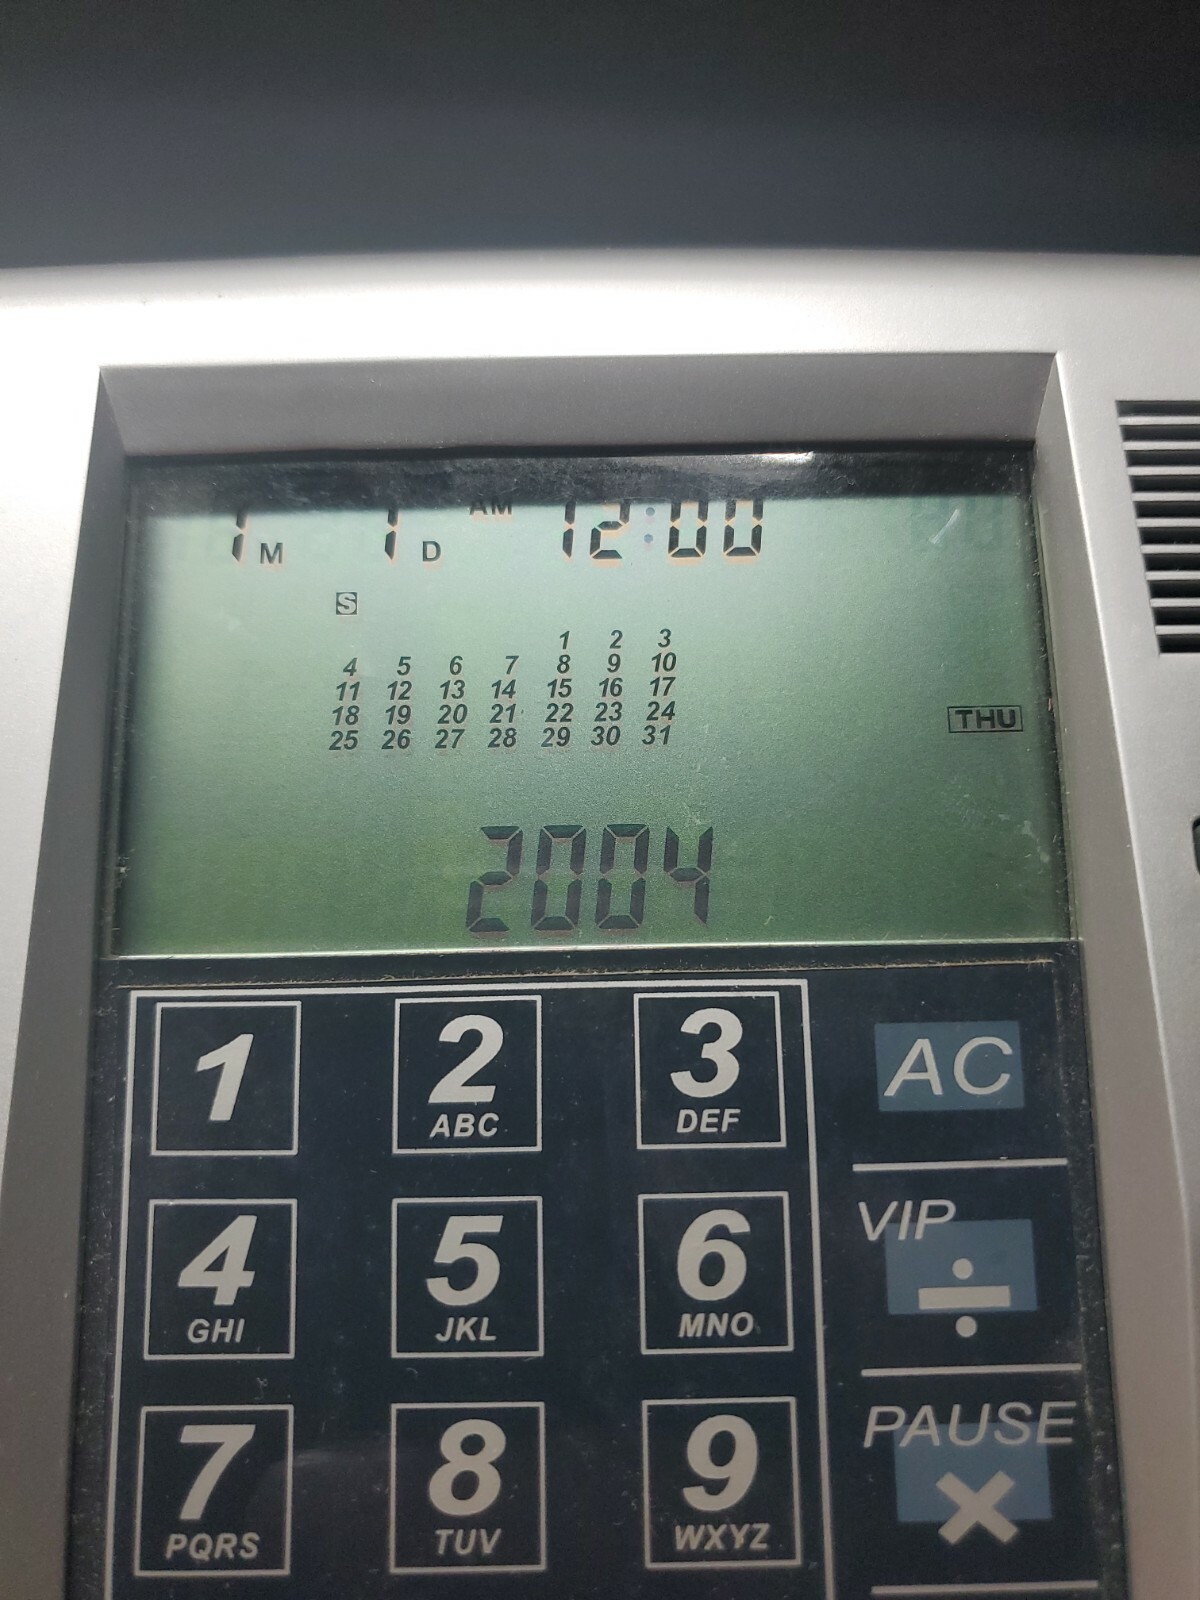 1 M 1 D AM 12:00
S
1 2 3
4 5 6 7 8 9 10
11 12 13 14 15 16 17
18 19 20 21 22 23 24
25 26 27 28 29 30 31
THU
2004
1 2 3 AC
ABC DEF
VIP
4 5 6 ÷
GHI JKL MNO
PAUSE
7 8 9 ×
PQRS TUV WXYZ